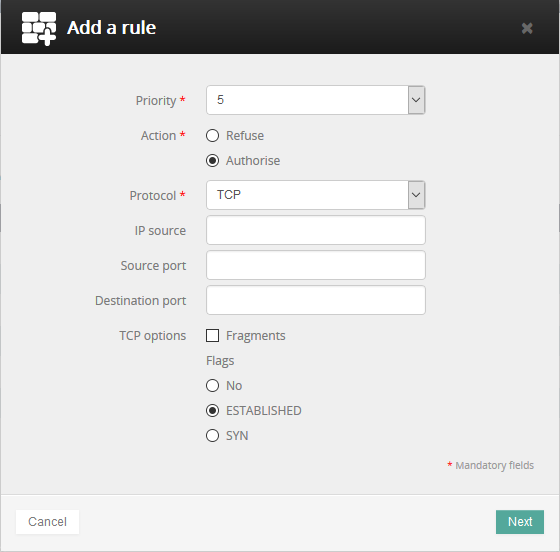 Add a rule
Priority *
5
Action *
Refuse
Authorise
Protocol *
TCP
IP source
Source port
Destination port
TCP options
Fragments
Flags
No
ESTABLISHED
SYN
* Mandatory fields
Cancel
Next